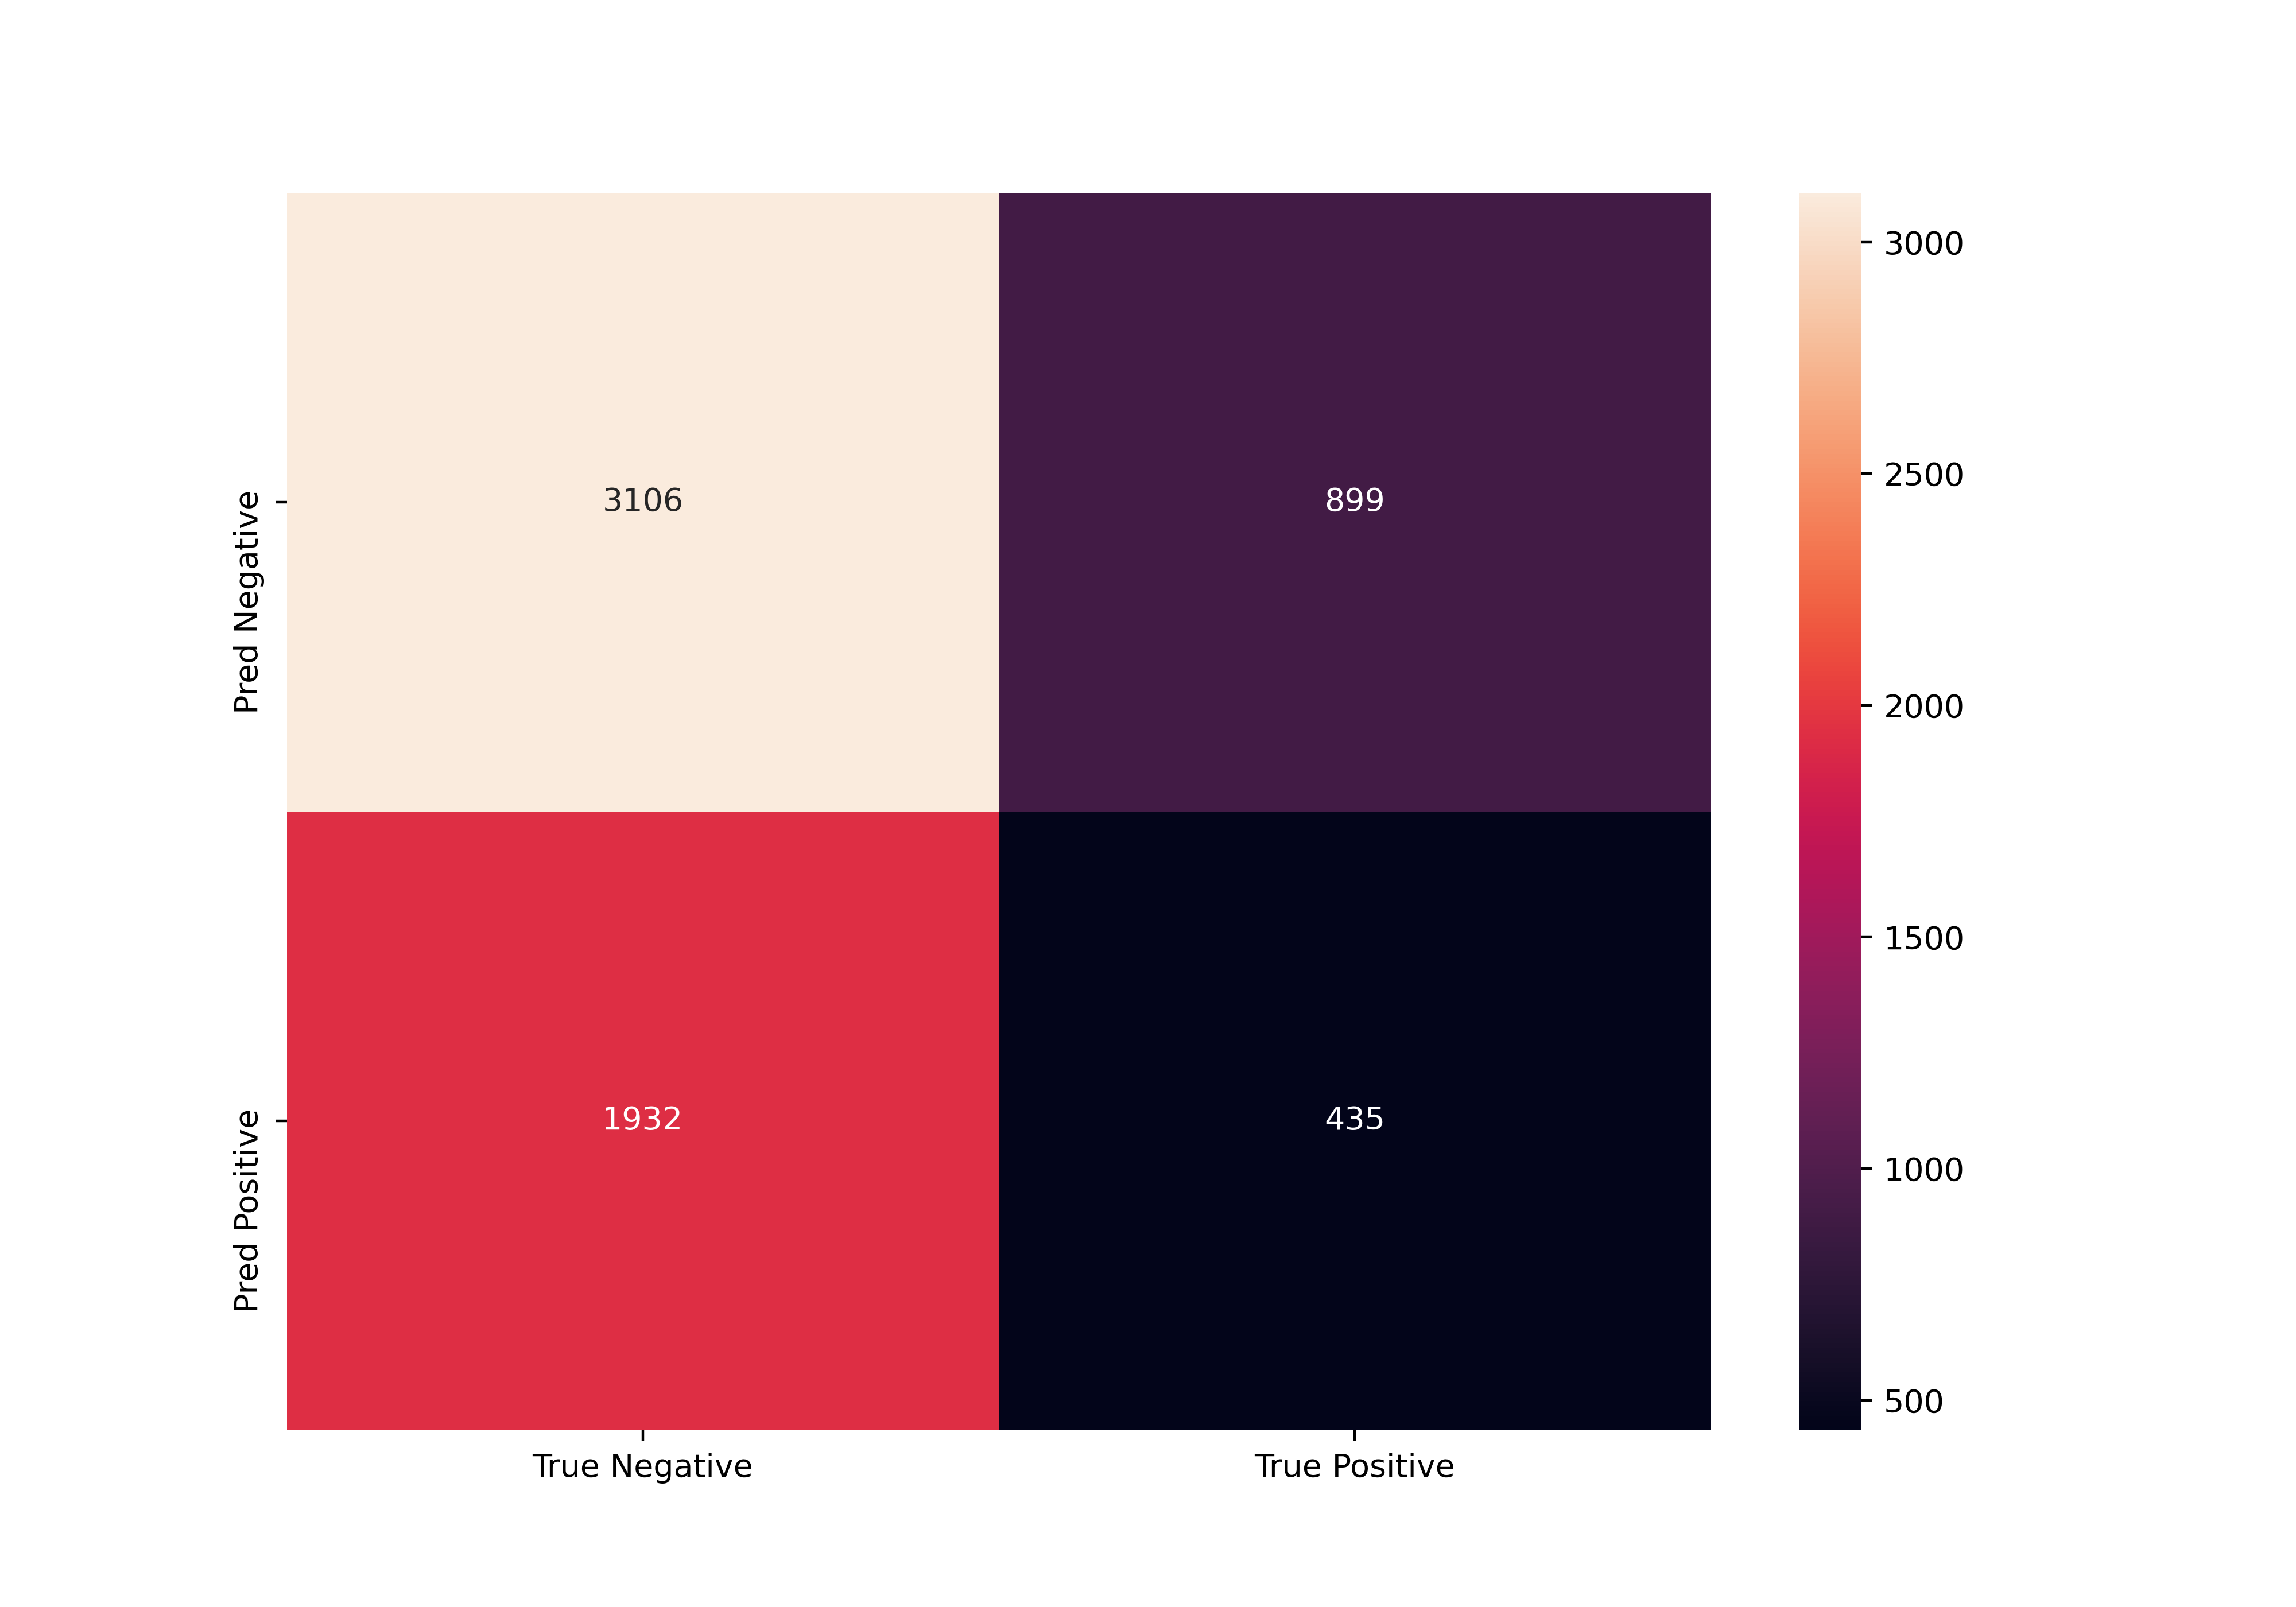 Pred Negative
Pred Positive
3106
899
1932
435
True Negative
True Positive
3000
2500
2000
1500
1000
500